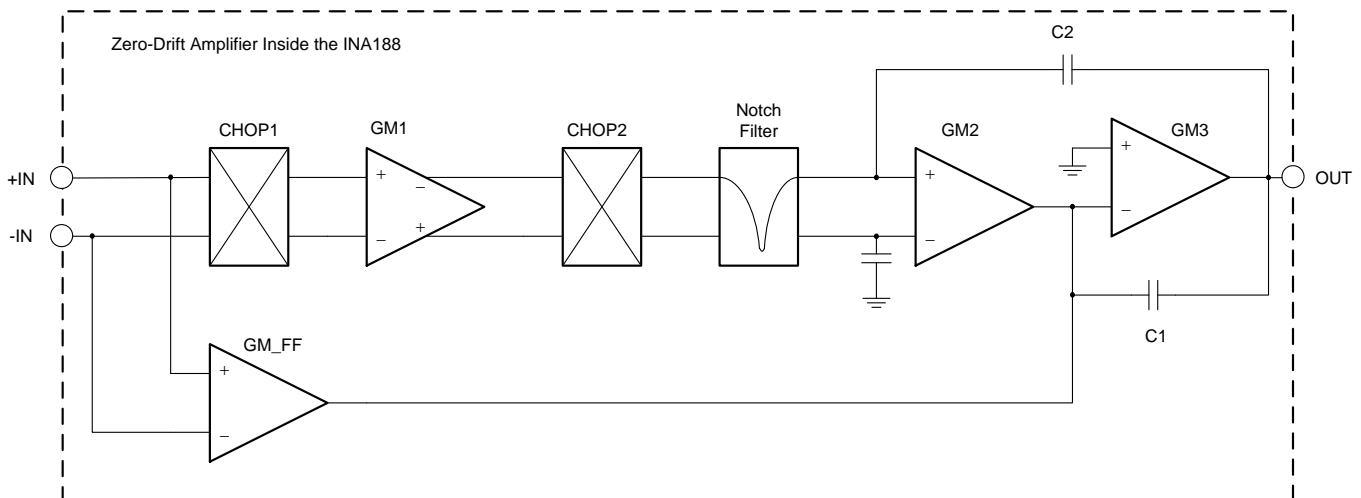 Zero-Drift Amplifier Inside the INA188
C2
CHOP1
GM1
CHOP2
Notch
Filter
GM2
GM3
+IN
-IN
OUT
+
−
−
+
+
−
+
−
C1
GM_FF
+
−